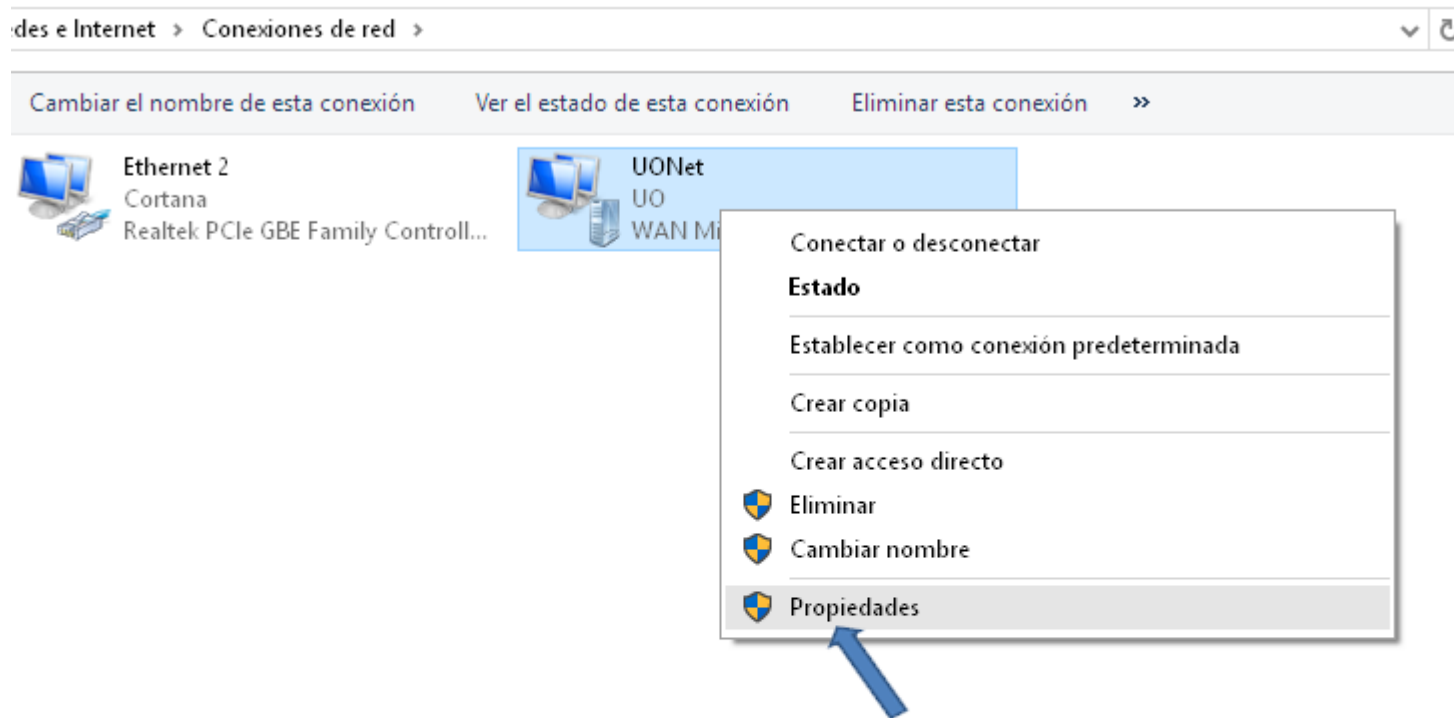 edes e Internet > Conexiones de red >
Cambiar el nombre de esta conexión Ver el estado de esta conexión Eliminar esta conexión »
Ethernet 2
Cortana
Realtek PCIe GBE Family Controll...
UONet
UO
WAN Mi
Conectar o desconectar
Estado
Establecer como conexión predeterminada
Crear copia
Crear acceso directo
Eliminar
Cambiar nombre
Propiedades